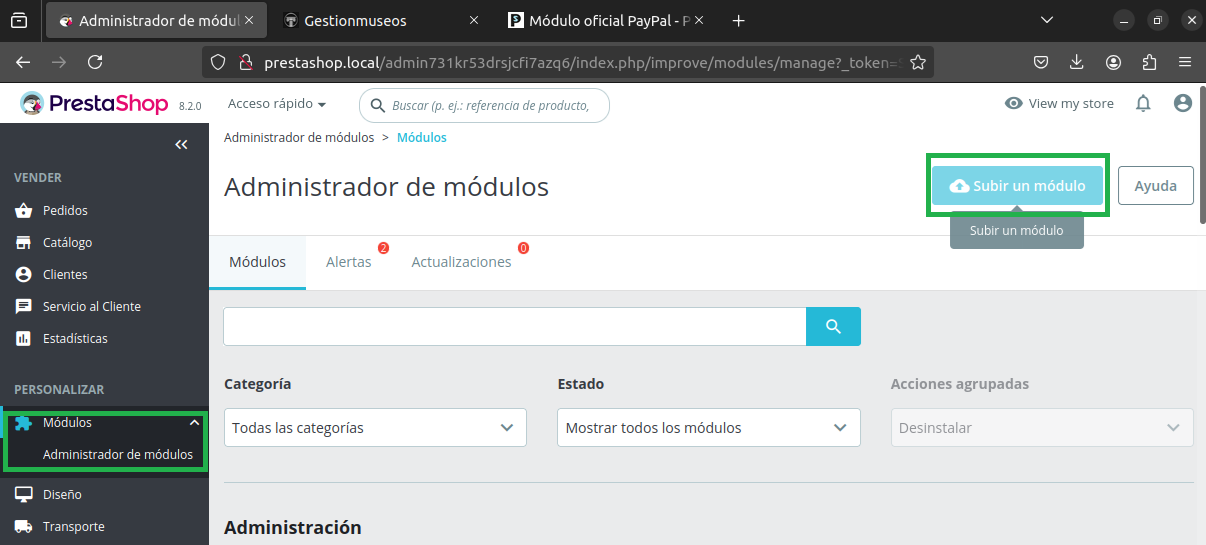 Administrador de módul
Gestionmuseos
Módulo oficial PayPal - P
prestashop.local/admin731kr53drsjcfi7azq6/index.php/improve/modules/manage?_token=
PrestaShop 8.2.0
Acceso rápido
Buscar (p. ej.: referencia de producto,
View my store
Administrador de módulos > Módulos
Administrador de módulos
Subir un módulo
Ayuda
Subir un módulo
VENDER
Pedidos
Catálogo
Clientes
Servicio al Cliente
Estadísticas
PERSONALIZAR
Módulos
Administrador de módulos
Diseño
Transporte
Módulos
Alertas 2
Actualizaciones 0
Categoría
Todas las categorías
Estado
Mostrar todos los módulos
Acciones agrupadas
Desinstalar
Administración